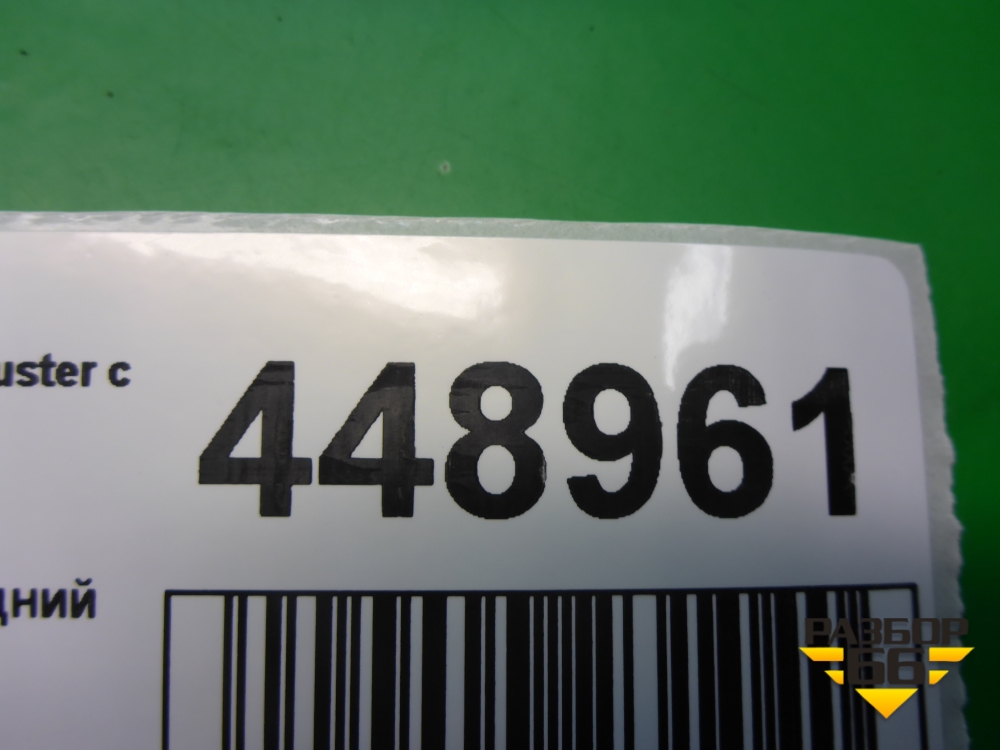 uster с
448961
дний
РАЗБОР
66